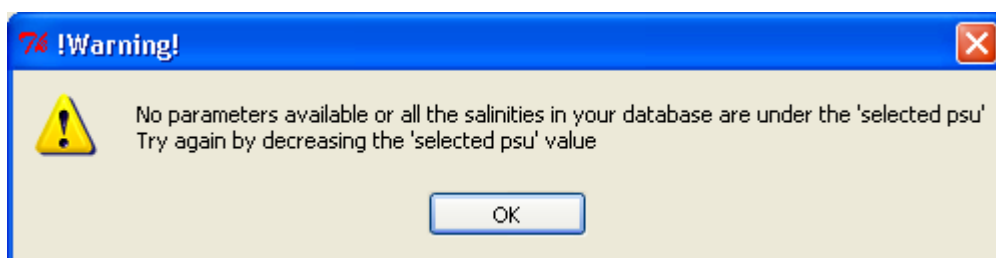 !Warning!
No parameters available or all the salinities in your database are under the 'selected psu'
Try again by decreasing the 'selected psu' value
OK